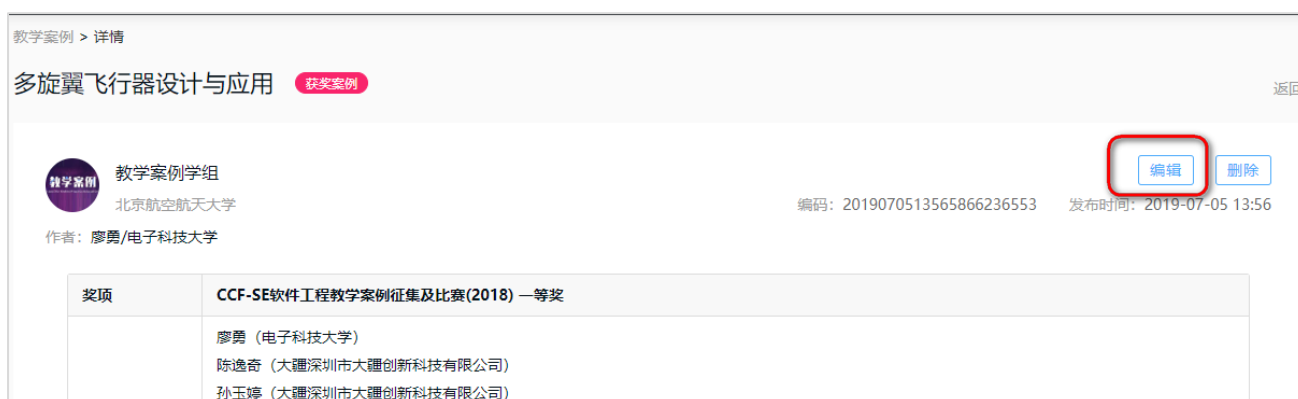 教学案例 > 详情
多旋翼飞行器设计与应用 获奖案例
返回
教学案例 教学案例学组 编辑 删除
北京航空航天大学 编码：2019070513565866236553 发布时间：2019-07-05 13:56
作者：廖勇/电子科技大学
奖项 CCF-SE软件工程教学案例征集及比赛(2018) 一等奖
廖勇（电子科技大学）
陈逸奇（大疆深圳市大疆创新科技有限公司）
孙玉婷（大疆深圳市大疆创新科技有限公司）